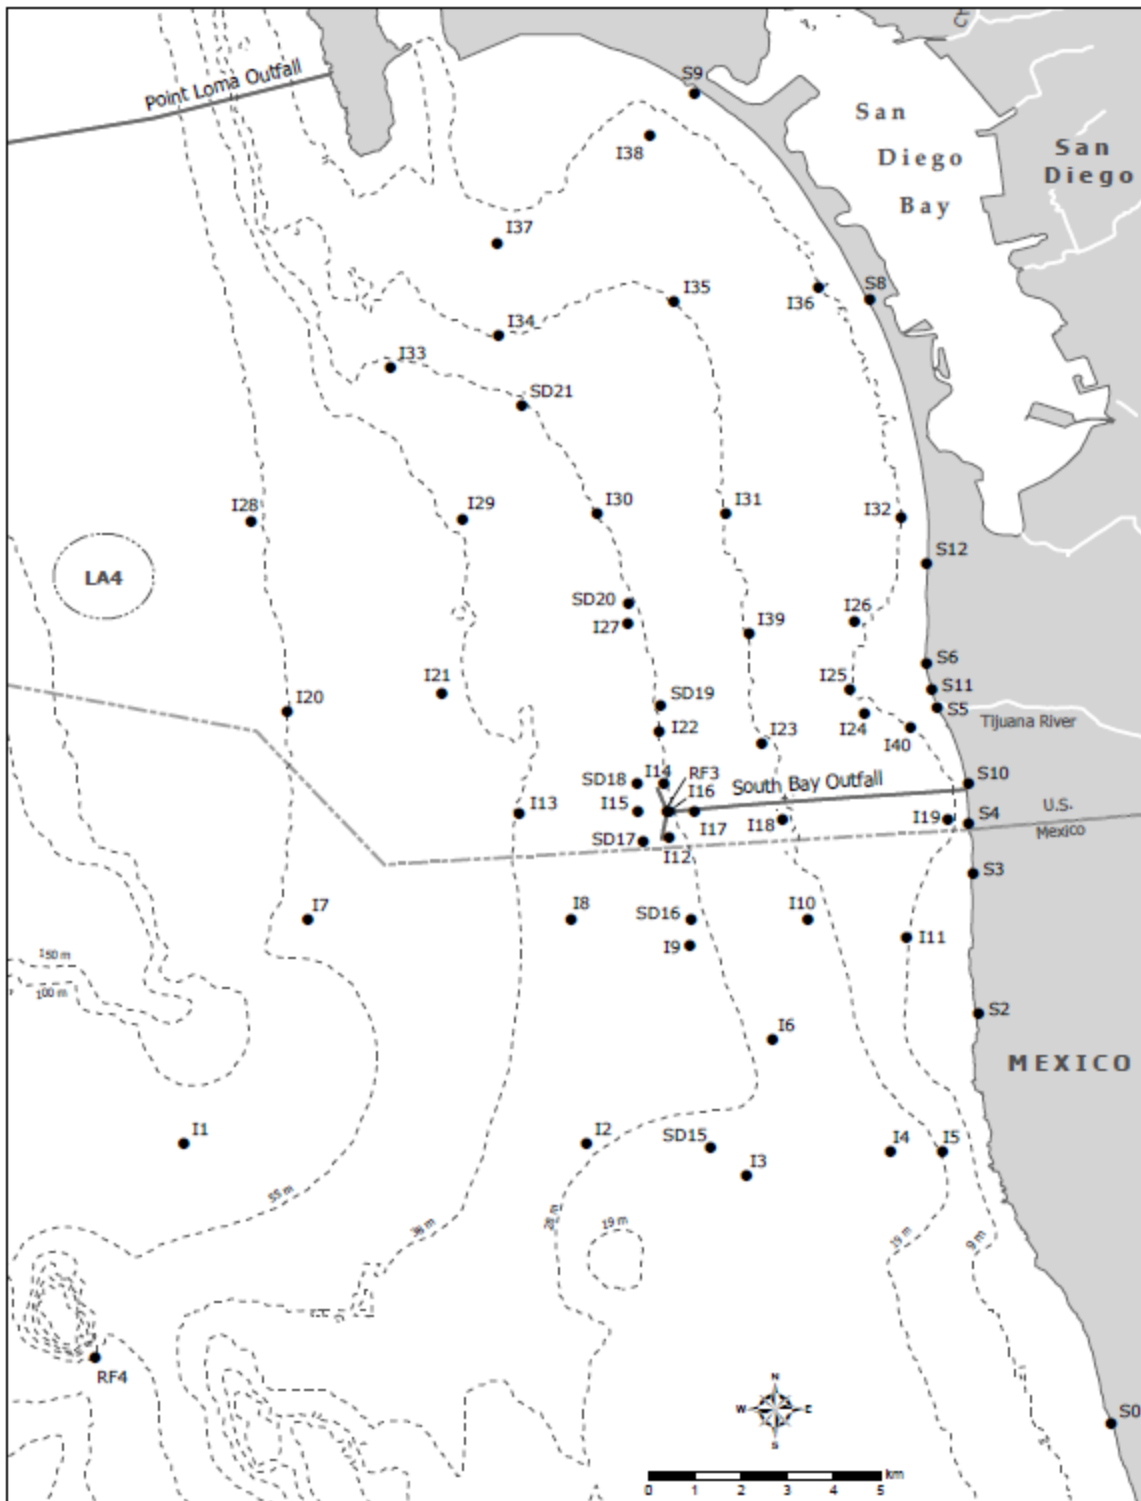 Point Loma Outfall
S9
I38
San
Diego
Bay
San
Diego
I37
I35
I36
S8
I34
I33
SD21
I28
I29
I30
I31
I32
S12
LA4
SD20
I27
I39
I26
S6
I21
I25
S11
I20
SD19
S5
I24
Tijuana River
I22
I40
I23
SD18
I14
RF3
South Bay Outfall
S10
I13
I15
I16
I17
I18
I19
S4
U.S.
Mexico
SD17
I12
S3
I7
I8
SD16
I10
I9
I11
150 m
100 m
S2
I6
MEXICO
I1
I2
SD15
I3
I4
I5
55 m
38 m
28 m
19 m
19 m
9 m
RF4
N
W
E
S
S0
km
0
1
2
3
4
5